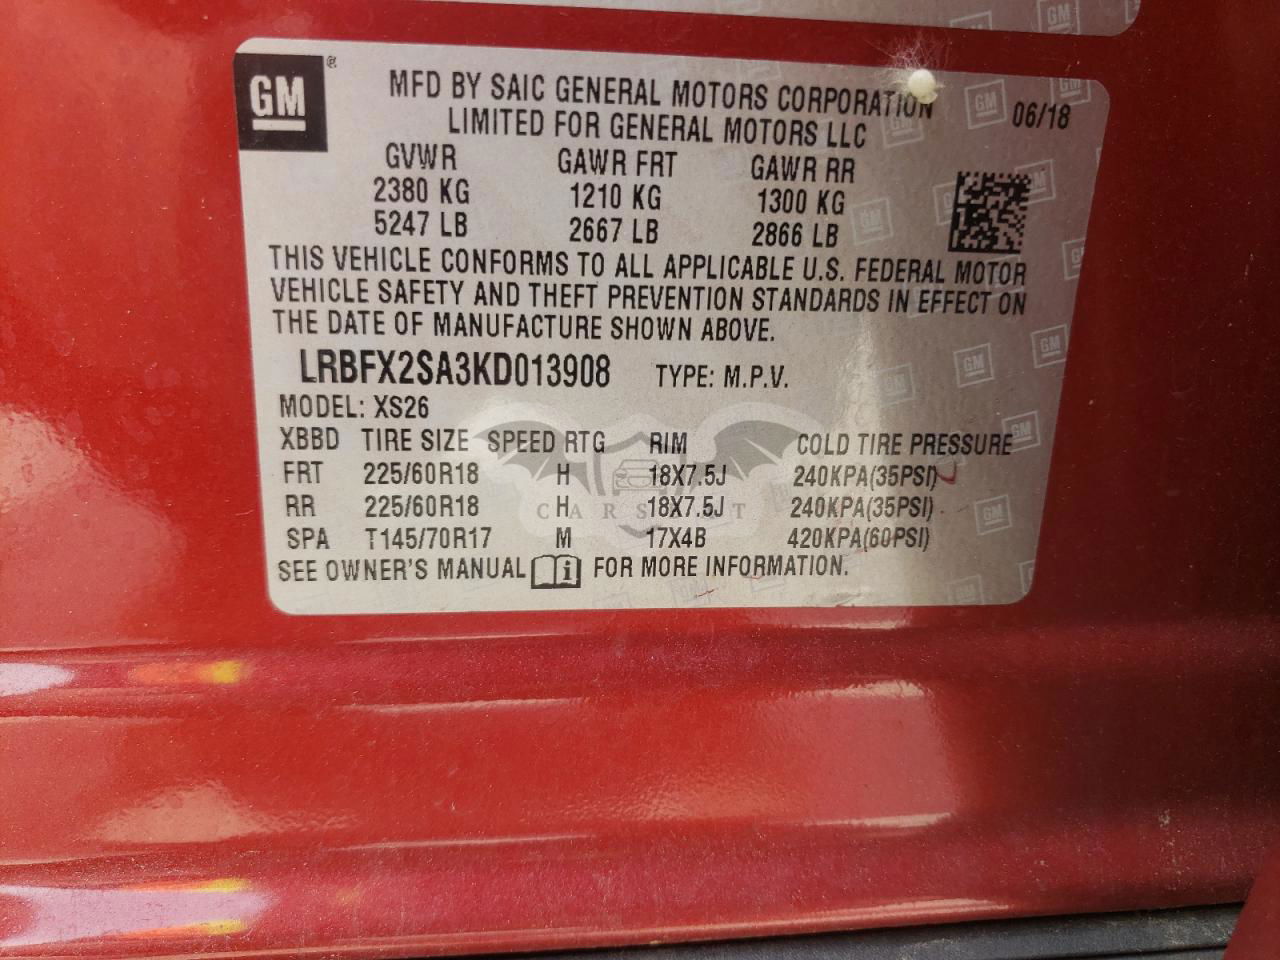 GM
MFD BY SAIC GENERAL MOTORS CORPORATION 06/18
LIMITED FOR GENERAL MOTORS LLC
GVWR GAWR FRT GAWR RR
2380 KG 1210 KG 1300 KG
5247 LB 2667 LB 2866 LB
THIS VEHICLE CONFORMS TO ALL APPLICABLE U.S. FEDERAL MOTOR
VEHICLE SAFETY AND THEFT PREVENTION STANDARDS IN EFFECT ON
THE DATE OF MANUFACTURE SHOWN ABOVE.
LRBFX2SA3KD013908 TYPE: M.P.V.
MODEL: XS26
XBBD TIRE SIZE SPEED RTG RIM COLD TIRE PRESSURE
FRT 225/60R18 H 18X7.5J 240KPA(35PSI)
RR 225/60R18 H 18X7.5J 240KPA(35PSI)
SPA T145/70R17 M 17X4B 420KPA(60PSI)
SEE OWNER'S MANUAL i FOR MORE INFORMATION.